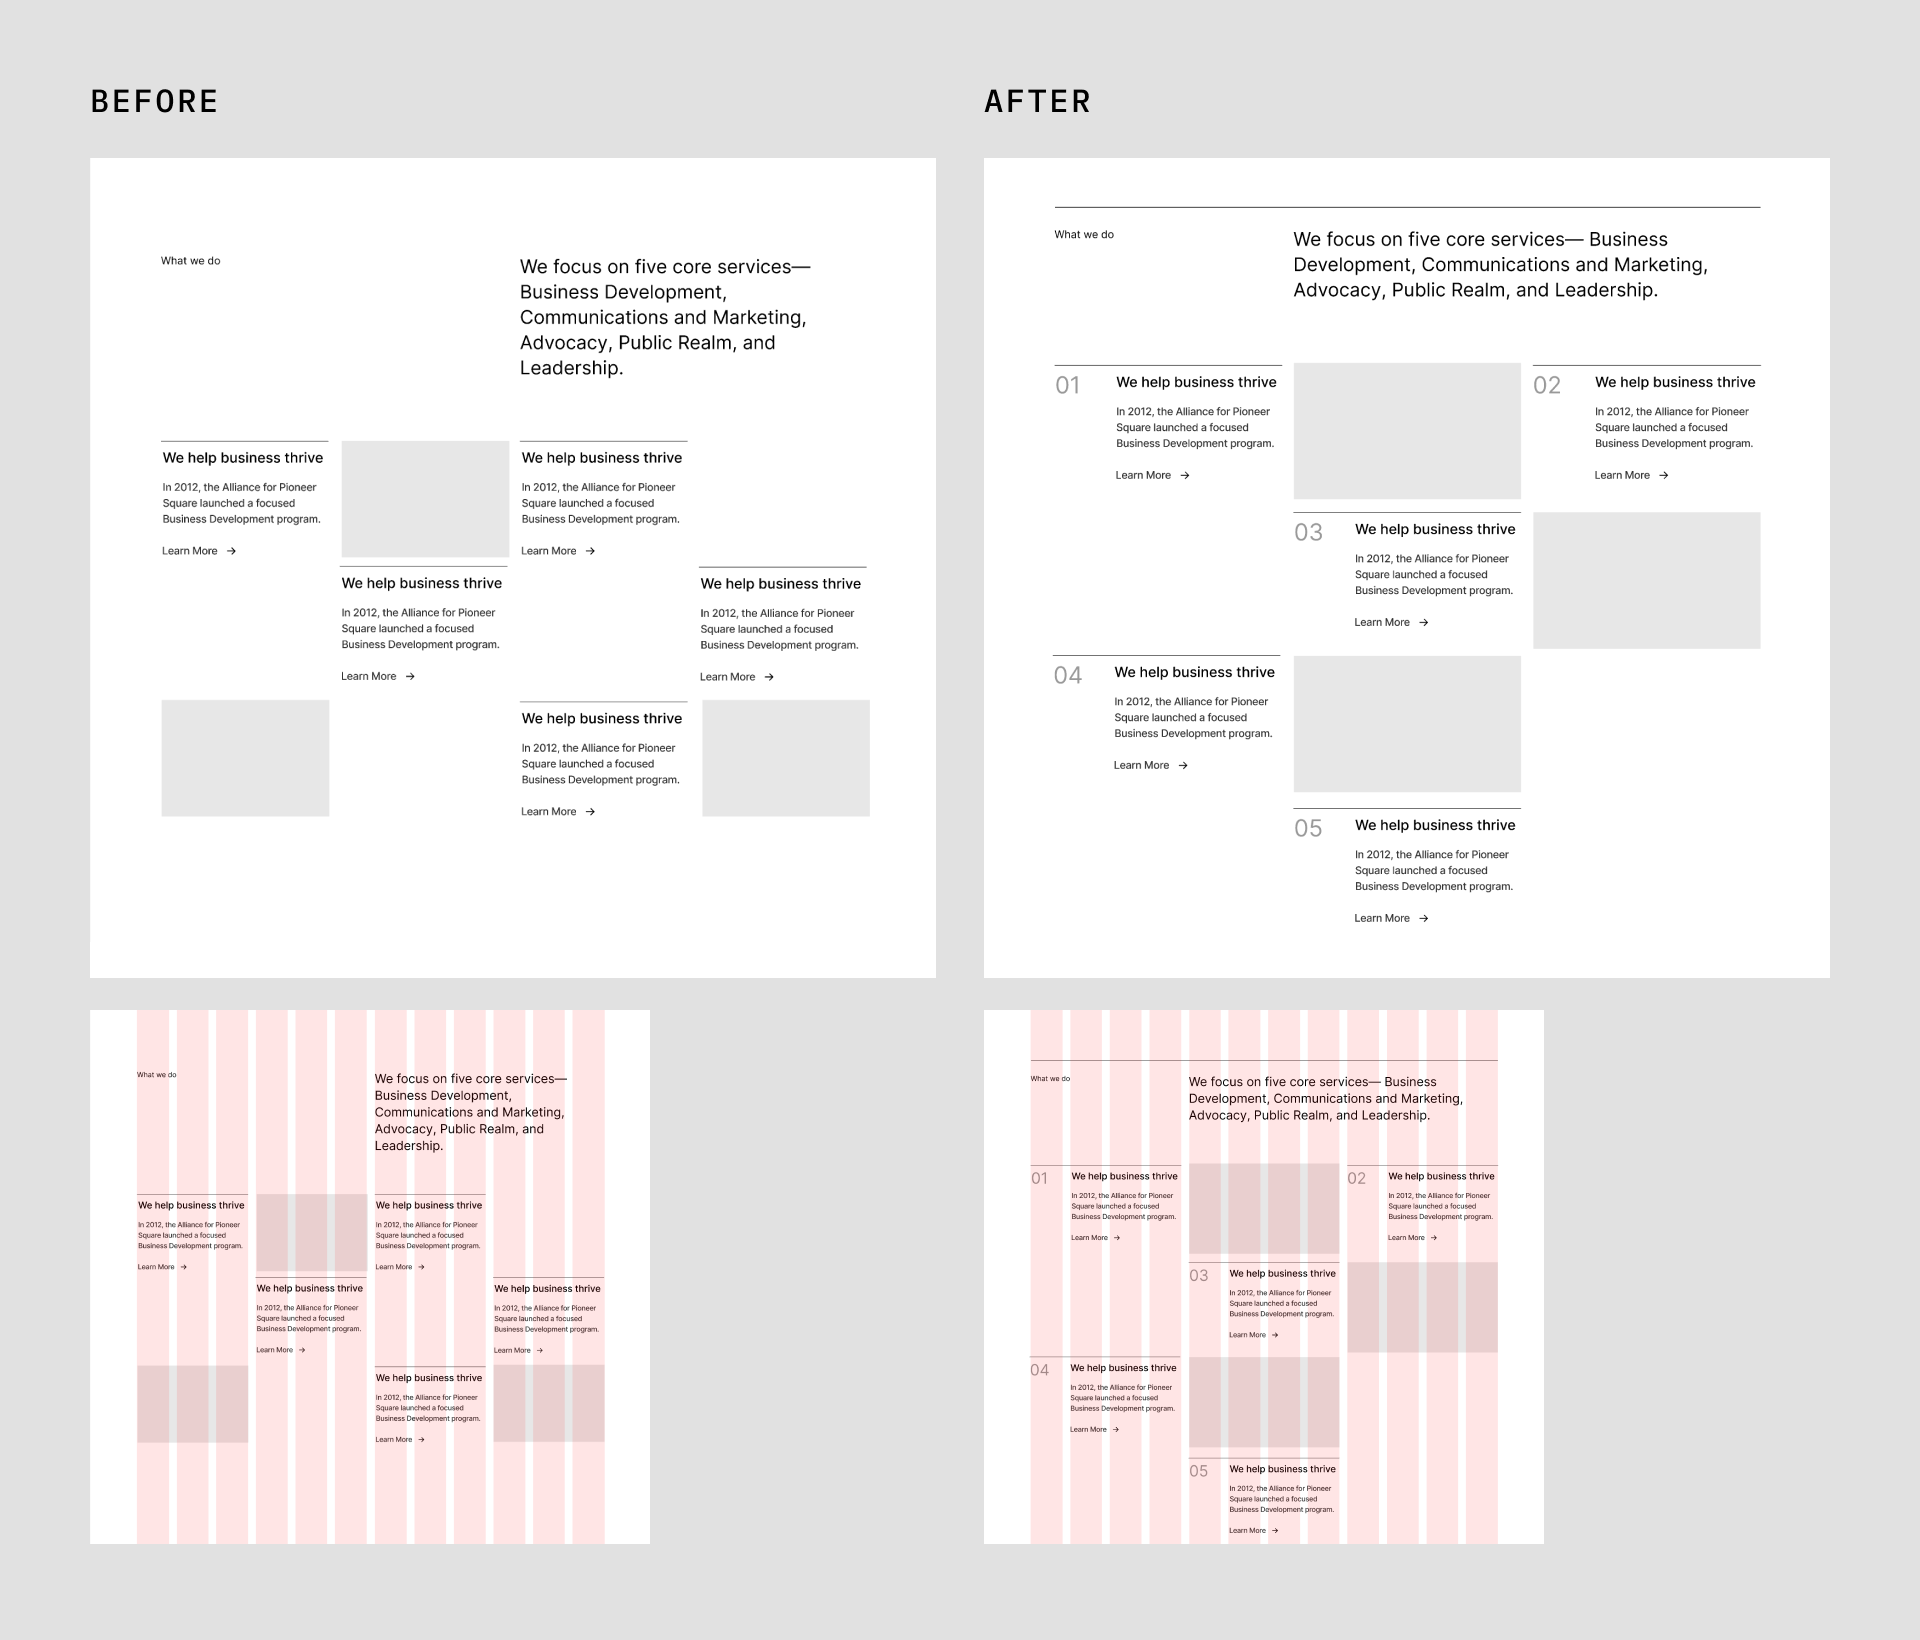 BEFORE
What we do
We focus on five core services—
Business Development,
Communications and Marketing,
Advocacy, Public Realm, and
Leadership.
We help business thrive
In 2012, the Alliance for Pioneer
Square launched a focused
Business Development program.
Learn More →
We help business thrive
In 2012, the Alliance for Pioneer
Square launched a focused
Business Development program.
Learn More →
We help business thrive
In 2012, the Alliance for Pioneer
Square launched a focused
Business Development program.
Learn More →
We help business thrive
In 2012, the Alliance for Pioneer
Square launched a focused
Business Development program.
Learn More →
We help business thrive
In 2012, the Alliance for Pioneer
Square launched a focused
Business Development program.
Learn More →
AFTER
What we do
We focus on five core services— Business
Development, Communications and Marketing,
Advocacy, Public Realm, and Leadership.
01
We help business thrive
In 2012, the Alliance for Pioneer
Square launched a focused
Business Development program.
Learn More →
02
We help business thrive
In 2012, the Alliance for Pioneer
Square launched a focused
Business Development program.
Learn More →
03
We help business thrive
In 2012, the Alliance for Pioneer
Square launched a focused
Business Development program.
Learn More →
04
We help business thrive
In 2012, the Alliance for Pioneer
Square launched a focused
Business Development program.
Learn More →
05
We help business thrive
In 2012, the Alliance for Pioneer
Square launched a focused
Business Development program.
Learn More →
What we do
We focus on five core services—
Business Development,
Communications and Marketing,
Advocacy, Public Realm, and
Leadership.
We help business thrive
In 2012, the Alliance for Pioneer
Square launched a focused
Business Development program.
Learn More →
We help business thrive
In 2012, the Alliance for Pioneer
Square launched a focused
Business Development program.
Learn More →
We help business thrive
In 2012, the Alliance for Pioneer
Square launched a focused
Business Development program.
Learn More →
We help business thrive
In 2012, the Alliance for Pioneer
Square launched a focused
Business Development program.
Learn More →
We help business thrive
In 2012, the Alliance for Pioneer
Square launched a focused
Business Development program.
Learn More →
What we do
We focus on five core services— Business
Development, Communications and Marketing,
Advocacy, Public Realm, and Leadership.
01
We help business thrive
In 2012, the Alliance for Pioneer
Square launched a focused
Business Development program.
Learn More →
02
We help business thrive
In 2012, the Alliance for Pioneer
Square launched a focused
Business Development program.
Learn More →
03
We help business thrive
In 2012, the Alliance for Pioneer
Square launched a focused
Business Development program.
Learn More →
04
We help business thrive
In 2012, the Alliance for Pioneer
Square launched a focused
Business Development program.
Learn More →
05
We help business thrive
In 2012, the Alliance for Pioneer
Square launched a focused
Business Development program.
Learn More →